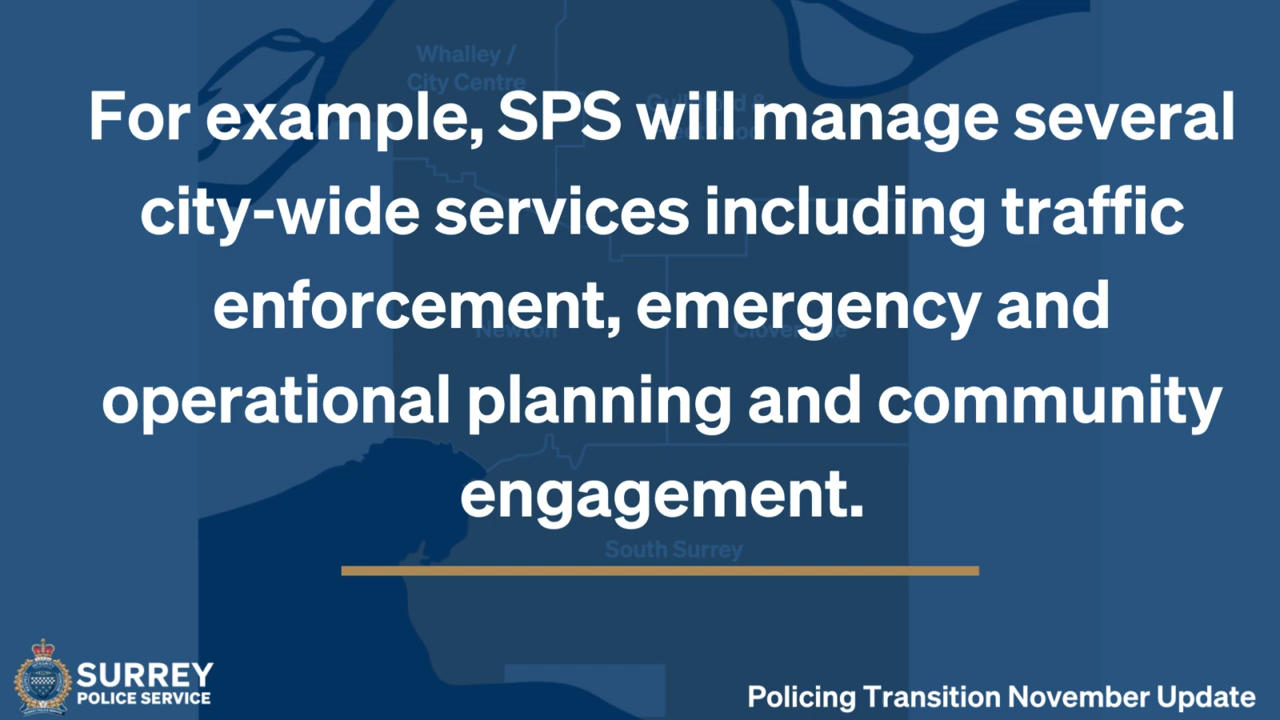 Whalley /
City Centre
For example, SPS will manage several
city-wide services including traffic
enforcement, emergency and
Newton
operational planning and community
engagement.
South Surrey
SURREY
POLICE SERVICE
Policing Transition November Update